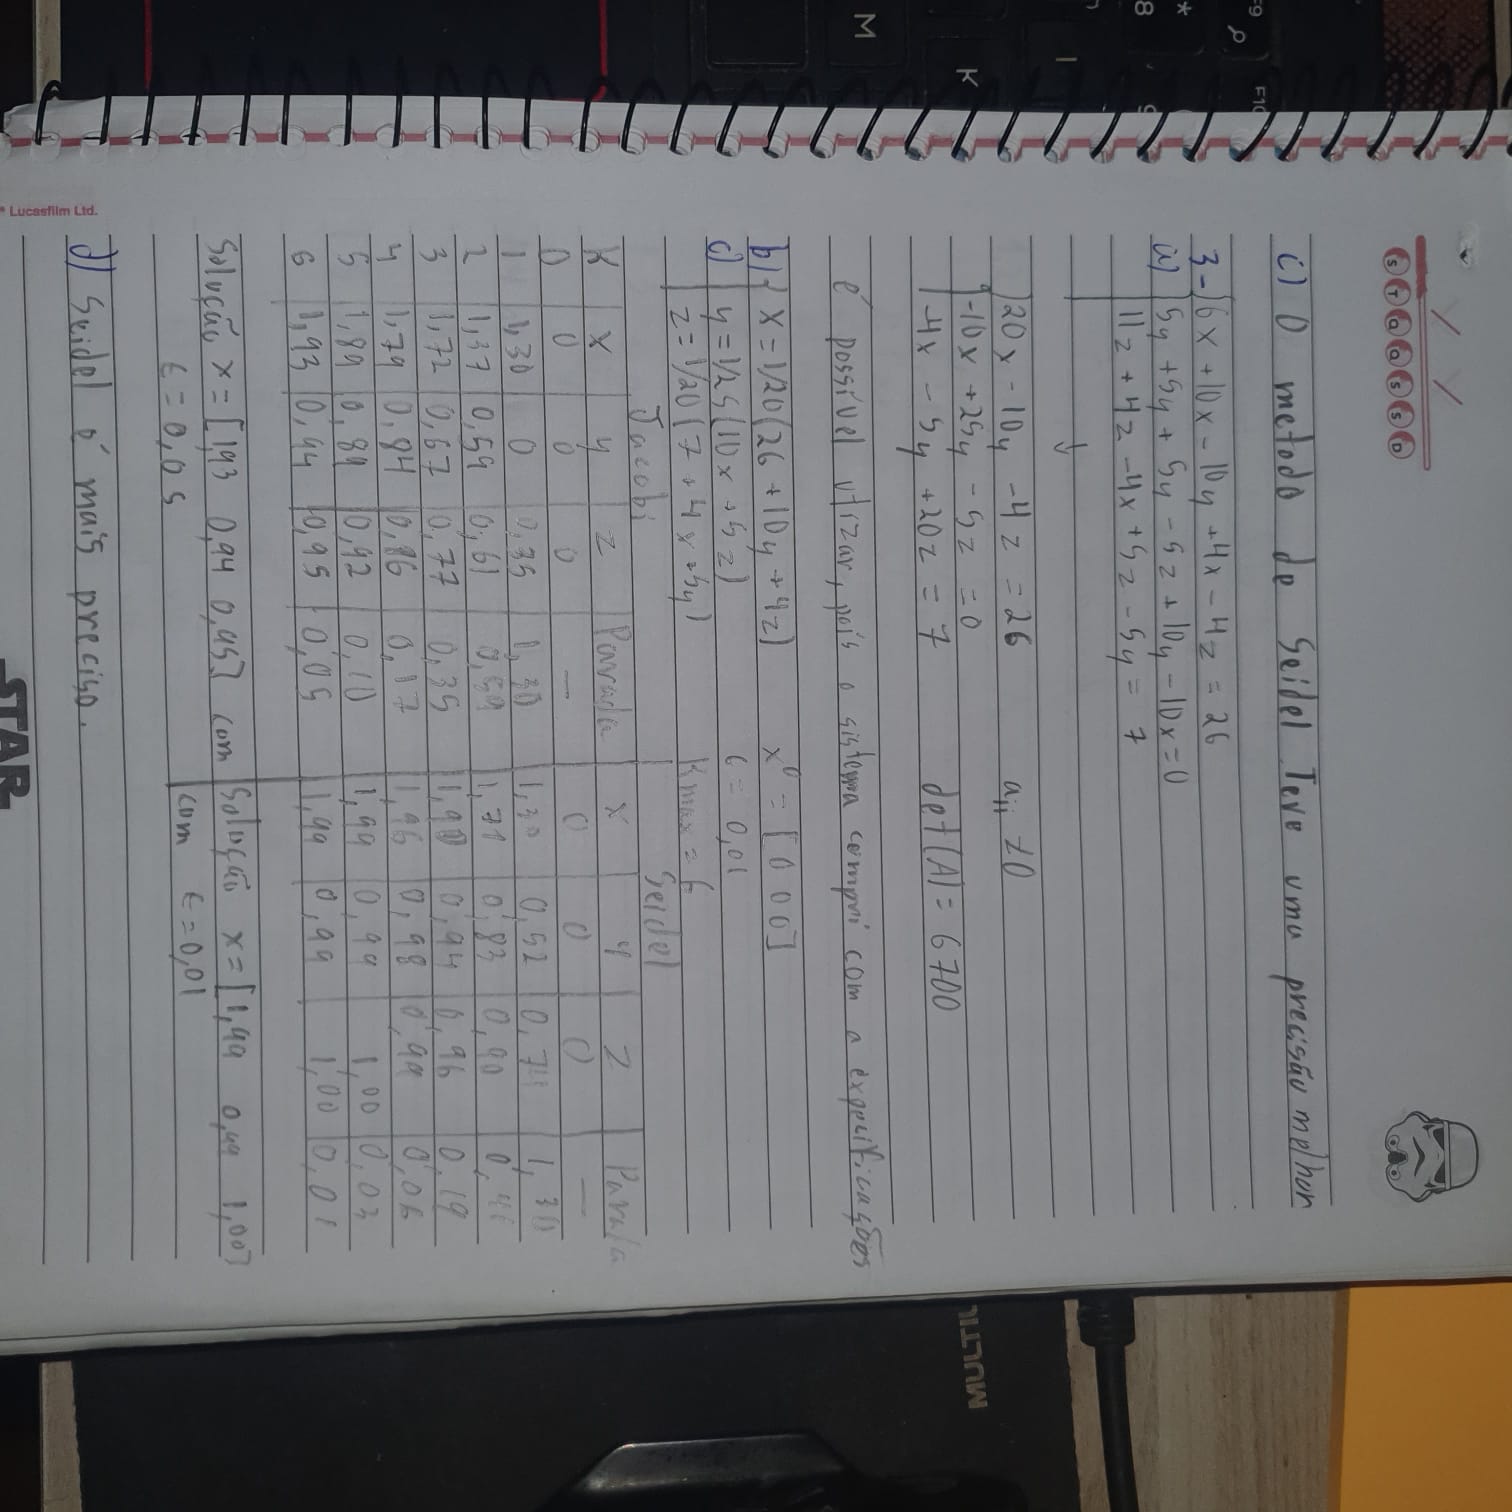 S T Q Q S S D
c) O metodo de Seidel Teve uma precisão melhor
3- 6x + 10x - 10y + 4x - 4z = 26
a) 5y + 5y + 5y - 5z + 10y - 10x = 0
11z + 4z - 4x + 5z - 5y = 7
↓
20x - 10y - 4z = 26 aii ≠ 0
-10x + 25y - 5z = 0
-4x - 5y + 20z = 7 det(A) = 6700
é possível utizar, pois o sistema compri com a expecificações
b) x = 1/20(26 + 10y + 4z) x⁰ = [0 0 0]
c) y = 1/25(10x + 5z) ε = 0,01
z = 1/20(7 + 4x + 5y) Kmax = 6
Jacobi Seidel
K x y z Parada x y z Parada
0 0 0 0 — 0 0 0 —
1 1,30 0 0,35 1,30 1,30 0,52 0,74 1,30
2 1,37 0,59 0,61 0,59 1,71 0,83 0,90 0,41
3 1,72 0,67 0,77 0,35 1,90 0,94 0,96 0,19
4 1,79 0,84 0,86 0,17 1,96 0,98 0,99 0,06
5 1,89 0,89 0,92 0,10 1,99 0,99 1,00 0,03
6 1,93 0,94 0,95 0,05 1,99 0,99 1,00 0,01
Solução x = [1,93 0,94 0,95] com Solução x = [1,99 0,99 1,00]
ε = 0,05 com ε = 0,01
d) Seidel é mais preciso.
STAR
Lucasfilm Ltd.
F9
F10
*
8
I
K
M
MULTIL